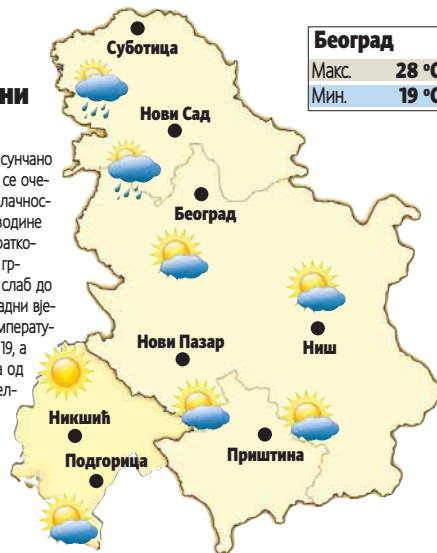 ни
сунчано
се оче-
лачнос-
водине
ратко-
гр-
слаб до
адни вје-
мперату-
19, а
а од
ел-
Суботица
Нови Сад
Београд
Нови Пазар
Ниш
Никшић
Подгорица
Приштина
Београд
Макс. 28 °C
Мин. 19 °C